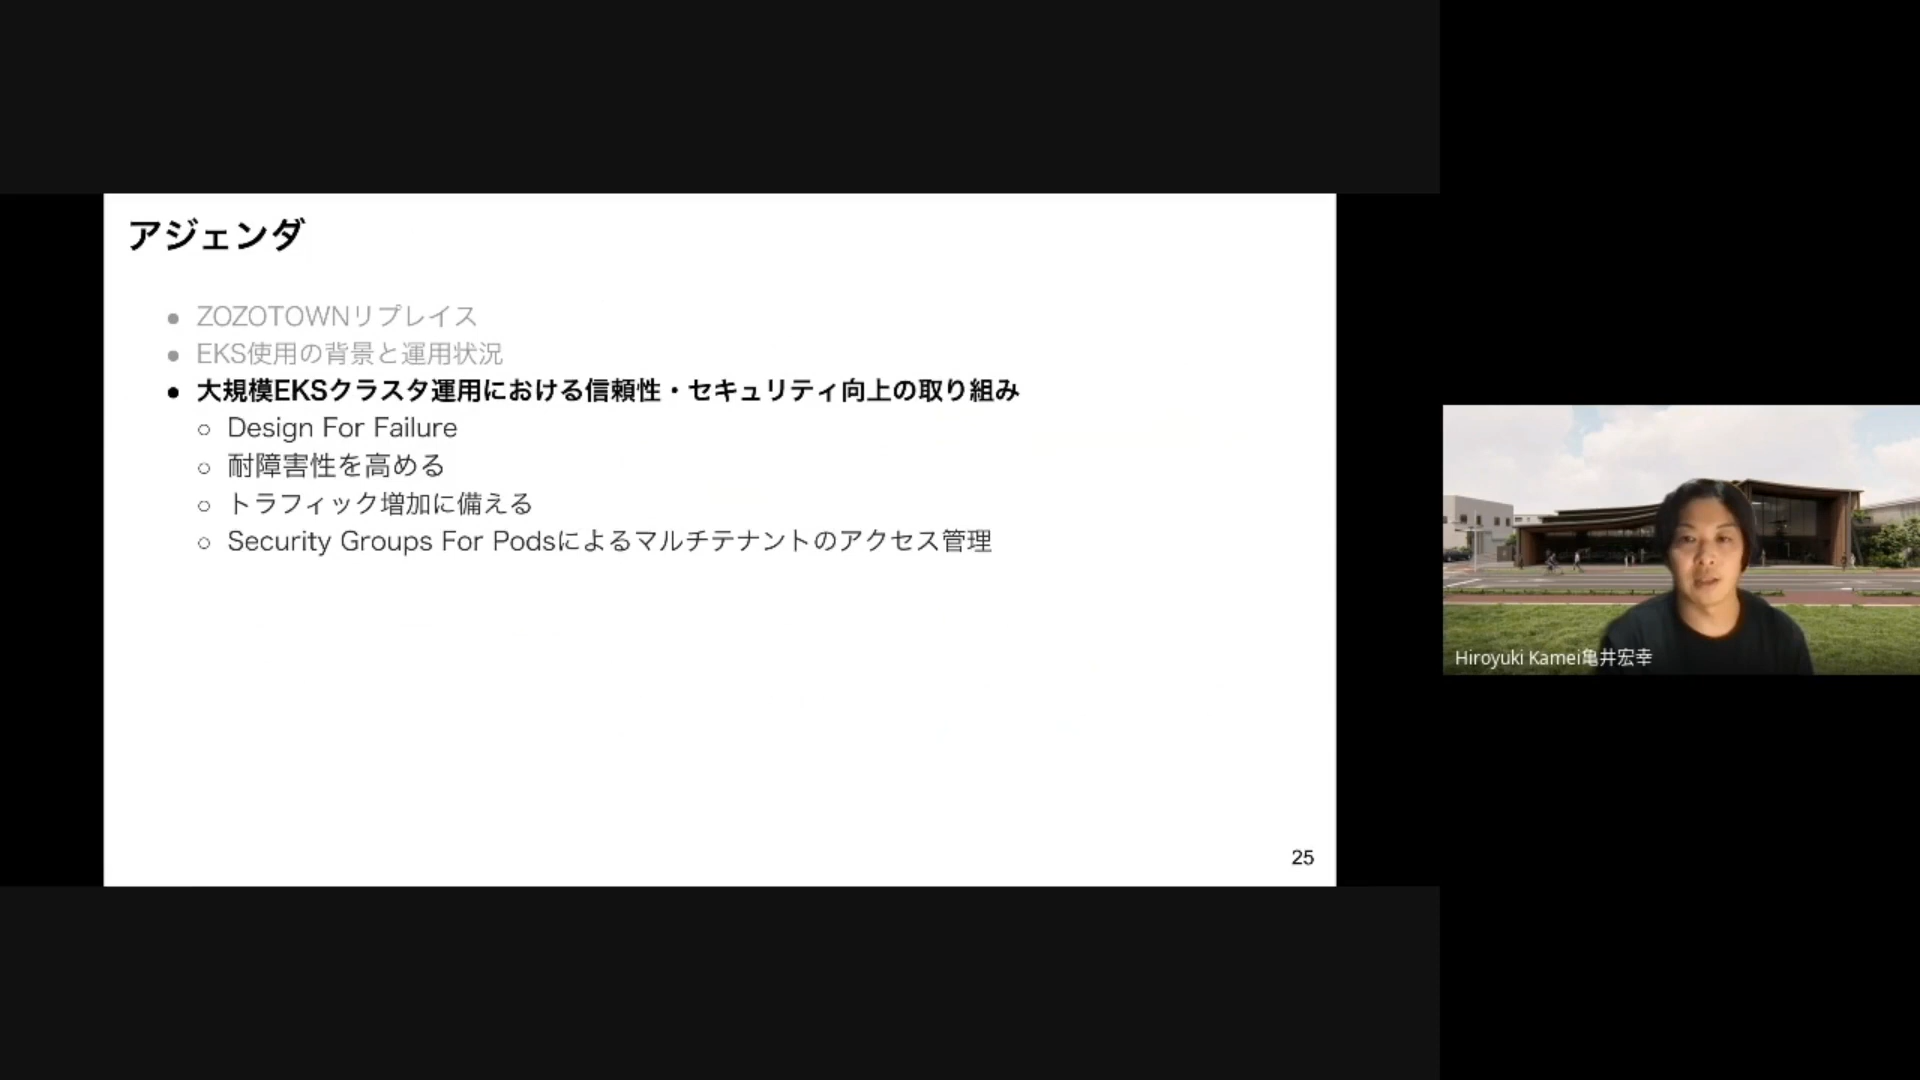 アジェンダ
ZOZOTOWNリプレイス
EKS使用の背景と運用状況
大規模EKSクラスタ運用における信頼性・セキュリティ向上の取り組み
Design For Failure
耐障害性を高める
トラフィック増加に備える
Security Groups For Podsによるマルチテナントのアクセス管理
25
Hiroyuki Kamei亀井宏幸